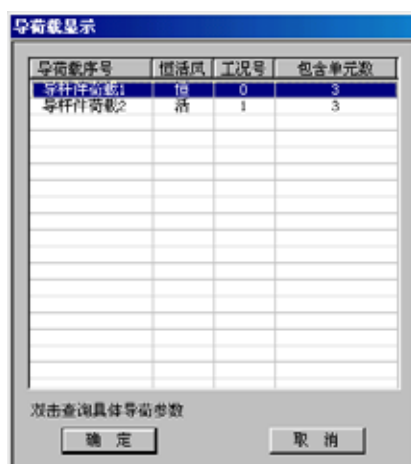 导荷载显示
导荷载序号 恒活风 工况号 包含单元数
导杆件荷载1 恒 0 3
导杆件荷载2 活 1 3
双击查询具体导荷参数
确 定 取 消